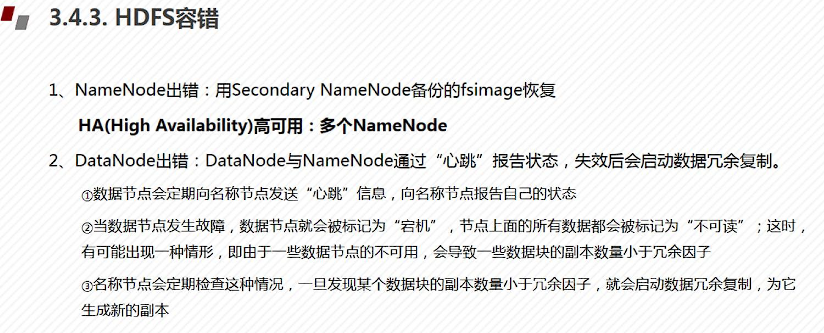 3.4.3. HDFS容错
1、NameNode出错：用Secondary NameNode备份的fsimage恢复
HA(High Availability)高可用：多个NameNode
2、DataNode出错：DataNode与NameNode通过“心跳”报告状态，失效后会启动数据冗余复制。
①数据节点会定期向名称节点发送“心跳”信息，向名称节点报告自己的状态
②当数据节点发生故障，数据节点就会被标记为“宕机”，节点上面的所有数据都会被标记为“不可读”；这时，
有可能出现一种情形，即由于一些数据节点的不可用，会导致一些数据块的副本数量小于冗余因子
③名称节点会定期检查这种情况，一旦发现某个数据块的副本数量小于冗余因子，就会启动数据冗余复制，为它
生成新的副本